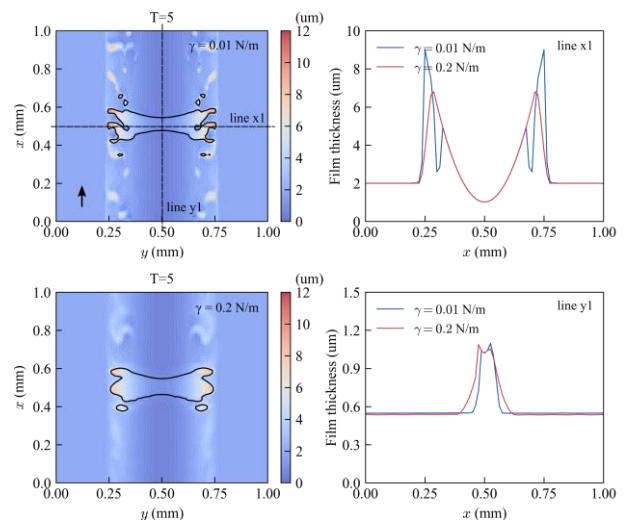 T=5
(um)
γ = 0.01 N/m
line x1
line y1
1.0
0.8
0.6
0.4
0.2
0.0
x (mm)
0.00 0.25 0.50 0.75 1.00
y (mm)
12
10
8
6
4
2
0
γ = 0.01 N/m
γ = 0.2 N/m
line x1
10
8
6
4
2
0
Film thickness (um)
0.00 0.25 0.50 0.75 1.00
x (mm)
T=5
(um)
γ = 0.2 N/m
1.0
0.8
0.6
0.4
0.2
0.0
x (mm)
0.00 0.25 0.50 0.75 1.00
y (mm)
12
10
8
6
4
2
0
γ = 0.01 N/m
γ = 0.2 N/m
line y1
1.5
1.2
0.9
0.6
0.3
0.0
Film thickness (um)
0.00 0.25 0.50 0.75 1.00
x (mm)